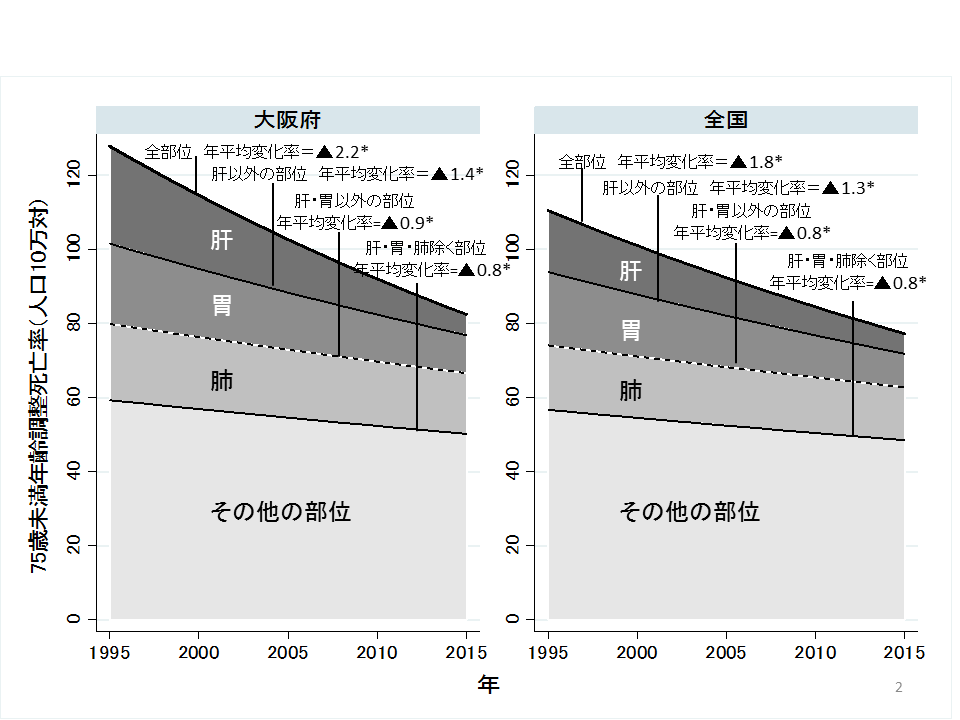 大阪府
全部位 年平均変化率=▲2.2*
肝以外の部位 年平均変化率=▲1.4*
肝・胃以外の部位
年平均変化率=▲0.9*
肝・胃・肺除く部位
年平均変化率=▲0.8*
肝
胃
肺
その他の部位
75歳未満年齢調整死亡率(人口10万対)
0
20
40
60
80
100
120
1995
2000
2005
2010
2015
全国
全部位 年平均変化率=▲1.8*
肝以外の部位 年平均変化率=▲1.3*
肝・胃以外の部位
年平均変化率=▲0.8*
肝・胃・肺除く部位
年平均変化率=▲0.8*
肝
胃
肺
その他の部位
0
20
40
60
80
100
120
1995
2000
2005
2010
2015
年
2